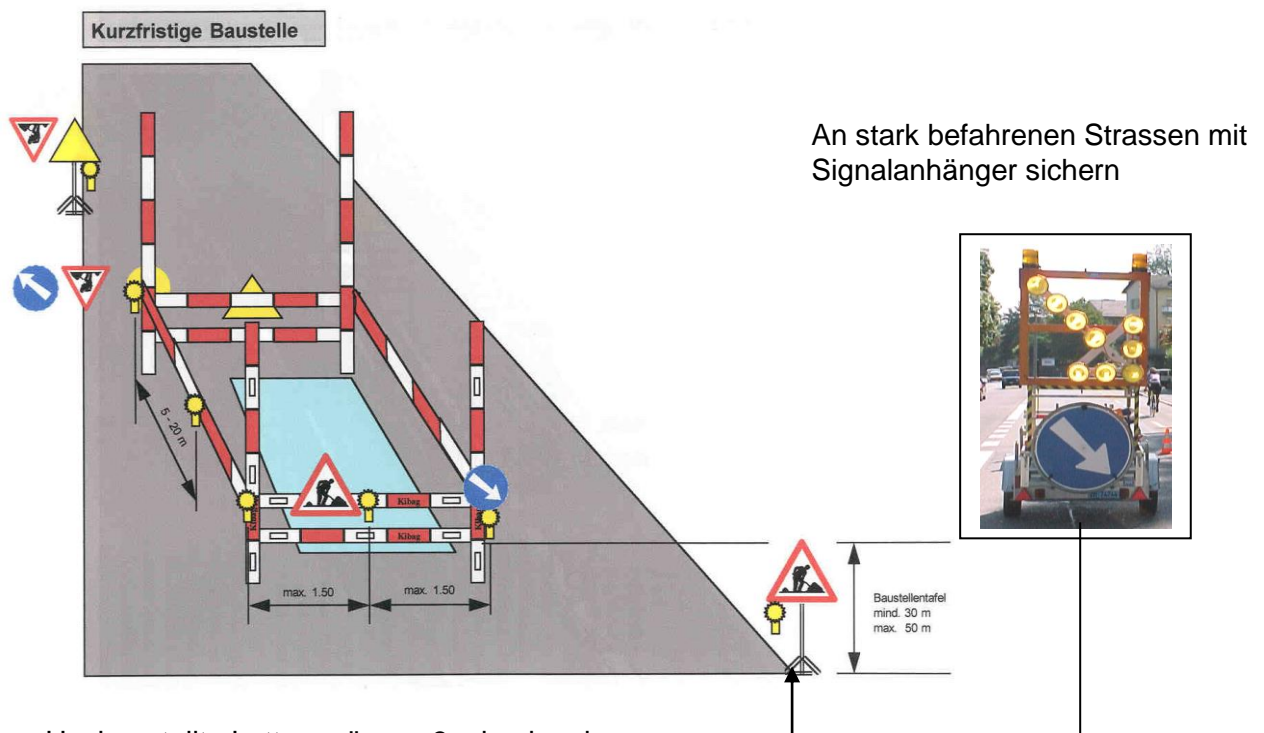 Kurzfristige Baustelle
An stark befahrenen Strassen mit
Signalanhänger sichern
5 - 20 m
Kibag
Kibag
Kibag
max. 1.50
max. 1.50
Baustellentafel
mind. 30 m
max. 50 m